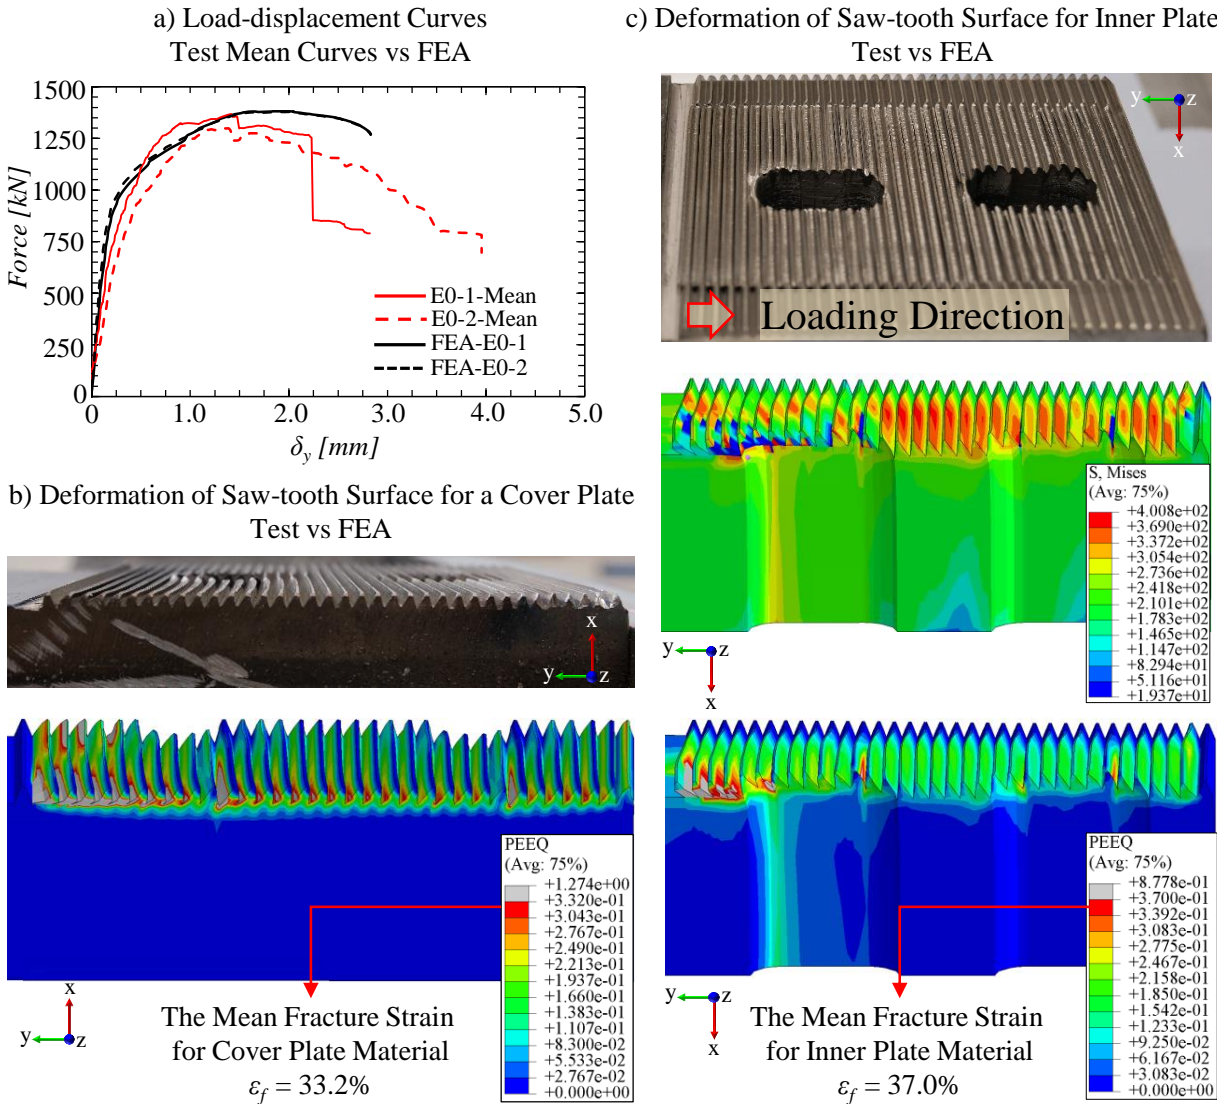 a) Load-displacement Curves
Test Mean Curves vs FEA
Force [kN]
1500
1250
1000
750
500
250
0
0
1.0
2.0
3.0
4.0
5.0
δy [mm]
E0-1-Mean
E0-2-Mean
FEA-E0-1
FEA-E0-2
b) Deformation of Saw-tooth Surface for a Cover Plate
Test vs FEA
x
y
z
PEEQ
(Avg: 75%)
+1.274e+00
+3.320e-01
+3.043e-01
+2.767e-01
+2.490e-01
+2.213e-01
+1.937e-01
+1.660e-01
+1.383e-01
+1.107e-01
+8.300e-02
+5.533e-02
+2.767e-02
+0.000e+00
x
y
z
The Mean Fracture Strain
for Cover Plate Material
εf = 33.2%
c) Deformation of Saw-tooth Surface for Inner Plate
Test vs FEA
y
z
x
Loading Direction
S, Mises
(Avg: 75%)
+4.008e+02
+3.690e+02
+3.372e+02
+3.054e+02
+2.736e+02
+2.418e+02
+2.101e+02
+1.783e+02
+1.465e+02
+1.147e+02
+8.294e+01
+5.116e+01
+1.937e+01
y
z
x
PEEQ
(Avg: 75%)
+8.778e-01
+3.700e-01
+3.392e-01
+3.083e-01
+2.775e-01
+2.467e-01
+2.158e-01
+1.850e-01
+1.542e-01
+1.233e-01
+9.250e-02
+6.167e-02
+3.083e-02
+0.000e+00
y
z
x
The Mean Fracture Strain
for Inner Plate Material
εf = 37.0%